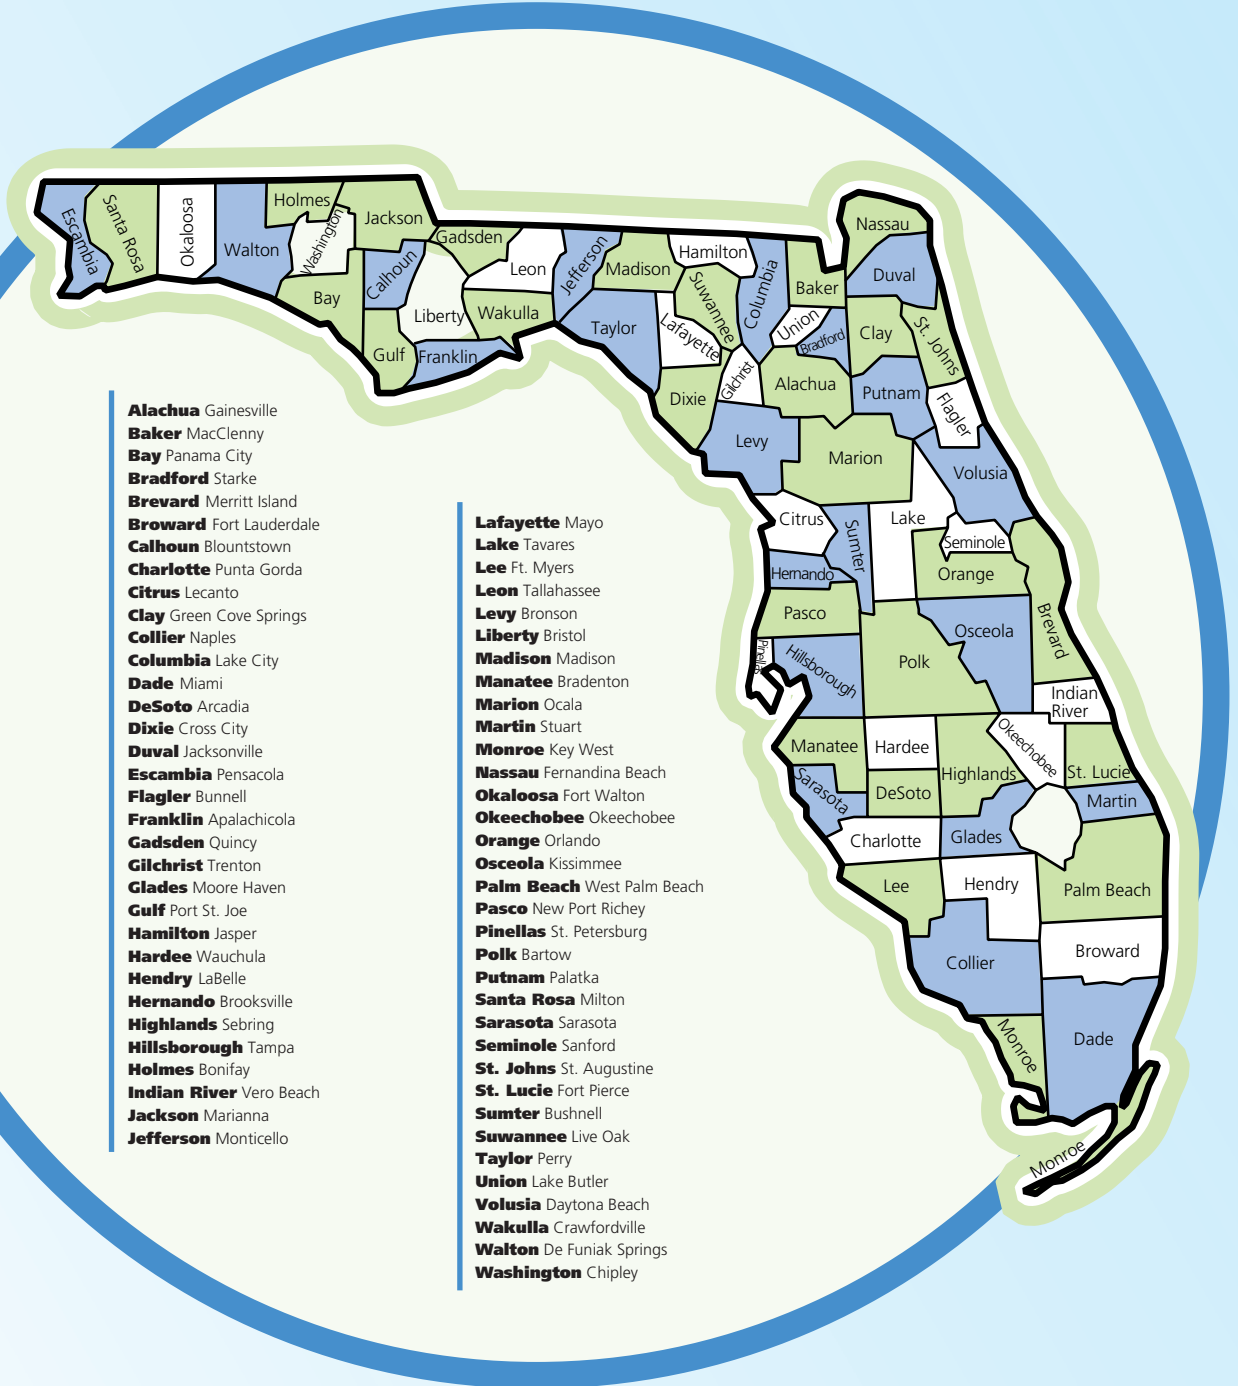 Escambia
Santa Rosa
Okaloosa
Walton
Holmes
Washington
Jackson
Bay
Calhoun
Gulf
Liberty
Gadsden
Franklin
Leon
Wakulla
Jefferson
Madison
Taylor
Hamilton
Suwannee
Lafayette
Dixie
Columbia
Gilchrist
Baker
Union
Bradford
Nassau
Duval
Clay
St. Johns
Alachua
Putnam
Flagler
Levy
Marion
Volusia
Citrus
Sumter
Lake
Seminole
Hernando
Orange
Pasco
Brevard
Pinellas
Hillsborough
Polk
Osceola
Indian
River
Manatee
Hardee
Highlands
Okeechobee
St. Lucie
Sarasota
DeSoto
Martin
Charlotte
Glades
Lee
Hendry
Palm Beach
Collier
Broward
Monroe
Dade
Monroe
Alachua Gainesville
Baker MacClenny
Bay Panama City
Bradford Starke
Brevard Merritt Island
Broward Fort Lauderdale
Calhoun Blountstown
Charlotte Punta Gorda
Citrus Lecanto
Clay Green Cove Springs
Collier Naples
Columbia Lake City
Dade Miami
DeSoto Arcadia
Dixie Cross City
Duval Jacksonville
Escambia Pensacola
Flagler Bunnell
Franklin Apalachicola
Gadsden Quincy
Gilchrist Trenton
Glades Moore Haven
Gulf Port St. Joe
Hamilton Jasper
Hardee Wauchula
Hendry LaBelle
Hernando Brooksville
Highlands Sebring
Hillsborough Tampa
Holmes Bonifay
Indian River Vero Beach
Jackson Marianna
Jefferson Monticello
Lafayette Mayo
Lake Tavares
Lee Ft. Myers
Leon Tallahassee
Levy Bronson
Liberty Bristol
Madison Madison
Manatee Bradenton
Marion Ocala
Martin Stuart
Monroe Key West
Nassau Fernandina Beach
Okaloosa Fort Walton
Okeechobee Okeechobee
Orange Orlando
Osceola Kissimmee
Palm Beach West Palm Beach
Pasco New Port Richey
Pinellas St. Petersburg
Polk Bartow
Putnam Palatka
Santa Rosa Milton
Sarasota Sarasota
Seminole Sanford
St. Johns St. Augustine
St. Lucie Fort Pierce
Sumter Bushnell
Suwannee Live Oak
Taylor Perry
Union Lake Butler
Volusia Daytona Beach
Wakulla Crawfordville
Walton De Funiak Springs
Washington Chipley